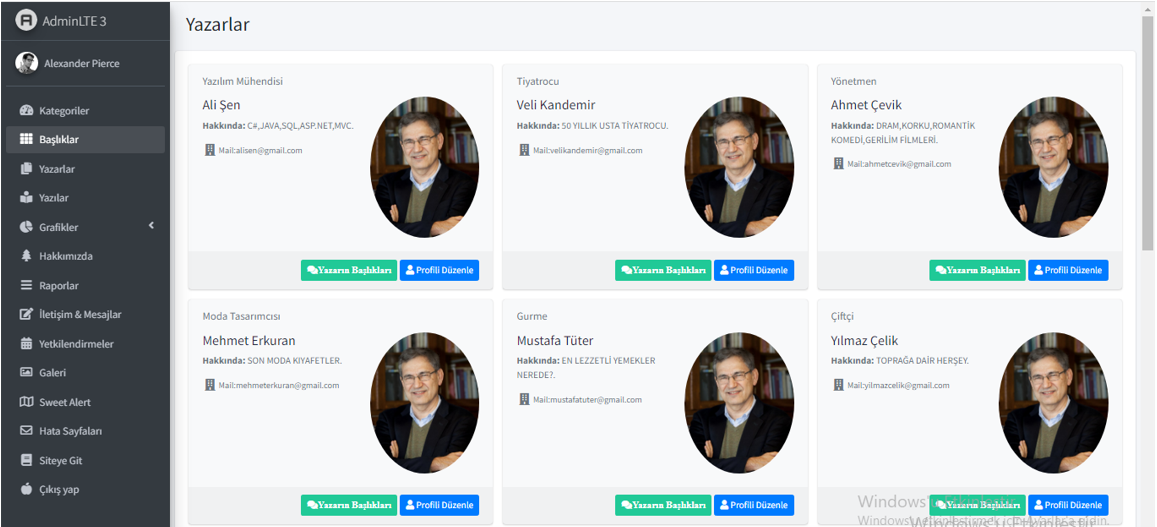 AdminLTE 3
Alexander Pierce
Kategoriler
Başlıklar
Yazarlar
Yazılar
Grafikler
Hakkımızda
Raporlar
İletişim & Mesajlar
Yetkilendirmeler
Galeri
Sweet Alert
Hata Sayfaları
Siteye Git
Çıkış yap
Yazarlar
Yazılım Mühendisi
Ali Şen
Hakkında: C#,JAVA,SQL,ASP.NET,MVC.
Mail:alisen@gmail.com
Yazarın Başlıkları
Profili Düzenle
Tiyatrocu
Veli Kandemir
Hakkında: 50 YILLIK USTA TİYATROCU.
Mail:velikandemir@gmail.com
Yazarın Başlıkları
Profili Düzenle
Yönetmen
Ahmet Çevik
Hakkında: DRAM,KORKU,ROMANTİK
KOMEDİ,GERİLİM FİLMLERİ.
Mail:ahmetcevik@gmail.com
Yazarın Başlıkları
Profili Düzenle
Moda Tasarımcısı
Mehmet Erkuran
Hakkında: SON MODA KIYAFETLER.
Mail:mehmeterkuran@gmail.com
Yazarın Başlıkları
Profili Düzenle
Gurme
Mustafa Tüter
Hakkında: EN LEZZETLİ YEMEKLER
NEREDE?.
Mail:mustafatuter@gmail.com
Yazarın Başlıkları
Profili Düzenle
Çiftçi
Yılmaz Çelik
Hakkında: TOPRAĞA DAİR HERŞEY.
Mail:yilmazcelik@gmail.com
Yazarın Başlıkları
Profili Düzenle